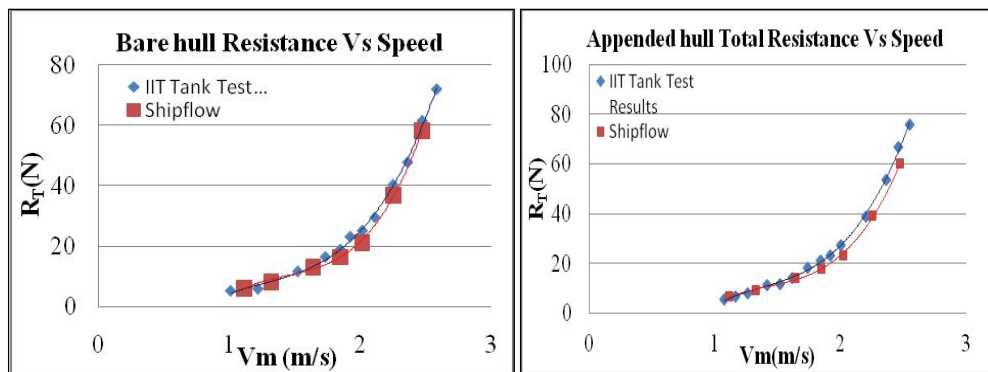 Bare hull Resistance Vs Speed
80
60
40
20
0
R_T(N)
IIT Tank Test...
Shipflow
0
1
2
3
Vm (m/s)
Appended hull Total Resistance Vs Speed
100
80
60
40
20
0
R_T(N)
IIT Tank Test
Results
Shipflow
0
1
2
3
Vm(m/s)